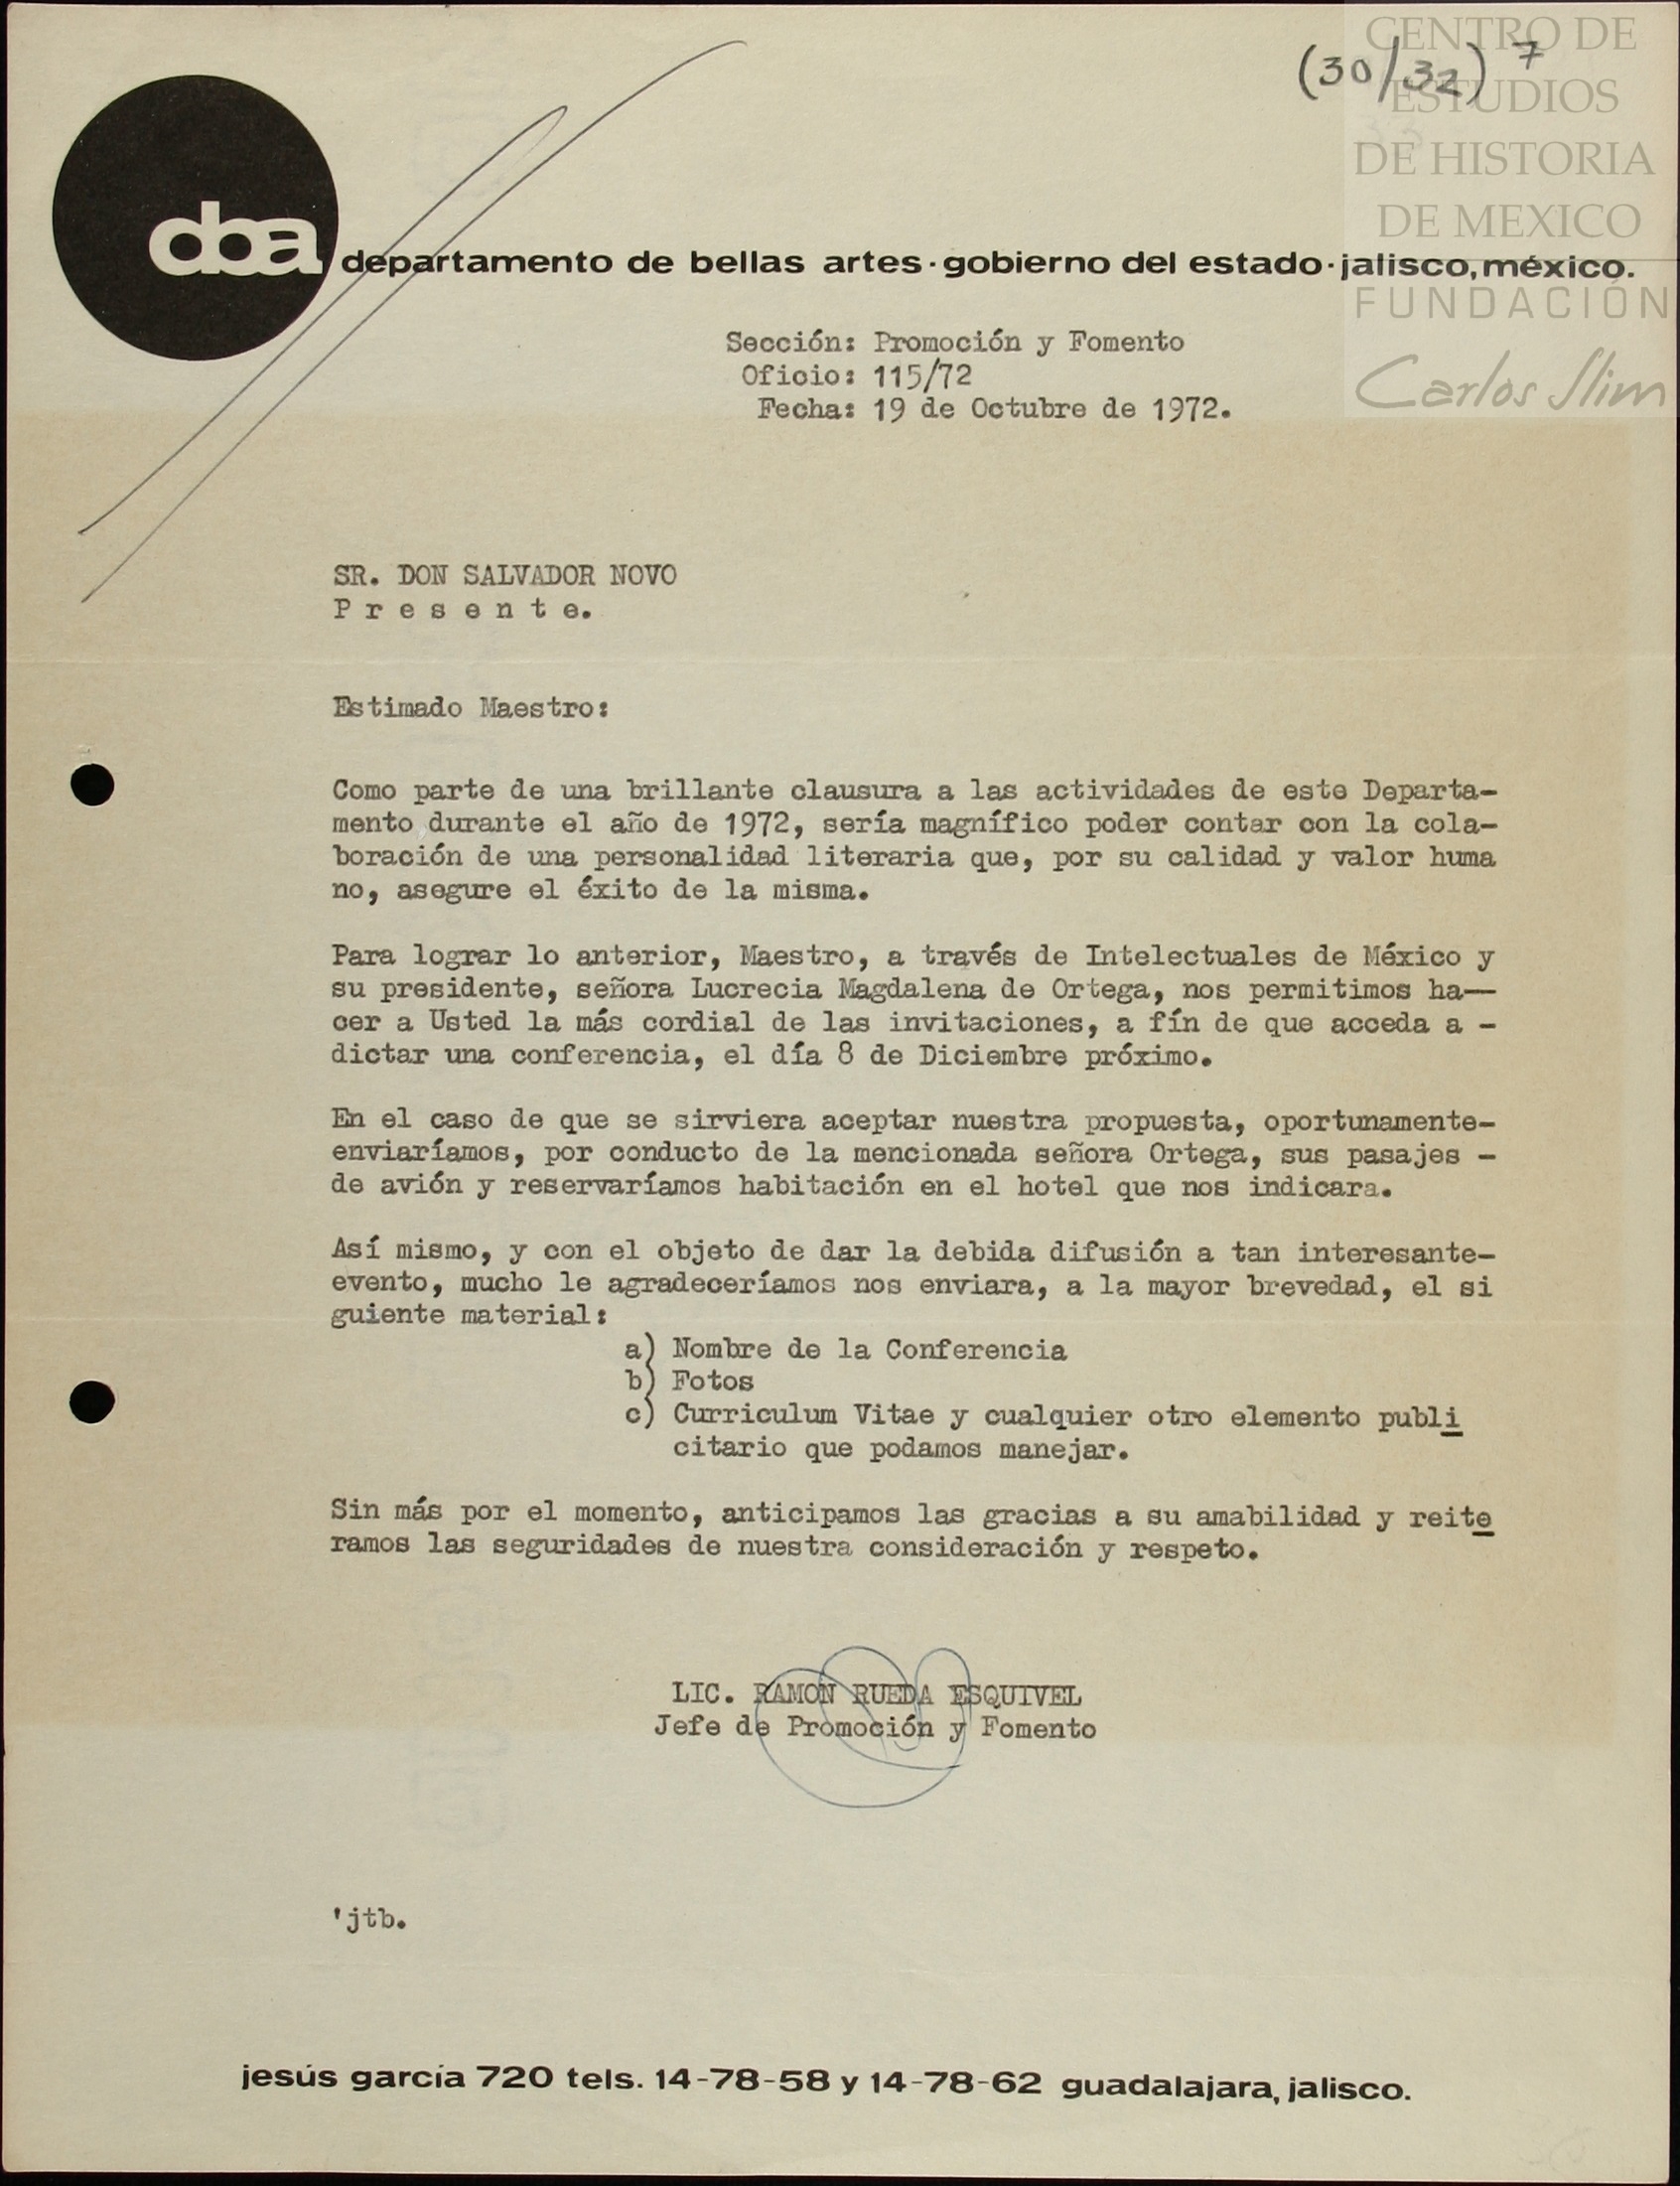 CENTRO DE
ESTUDIOS
DE HISTORIA
DE MEXICO
FUNDACIÓN
Carlos Slim
(30/32) 7
dba
departamento de bellas artes·gobierno del estado·jalisco, méxico.
Sección: Promoción y Fomento
Oficio: 115/72
Fecha: 19 de Octubre de 1972.
SR. DON SALVADOR NOVO
P r e s e n t e.
Estimado Maestro:
Como parte de una brillante clausura a las actividades de este Departa-
mento durante el año de 1972, sería magnífico poder contar con la cola-
boración de una personalidad literaria que, por su calidad y valor huma
no, asegure el éxito de la misma.
Para lograr lo anterior, Maestro, a través de Intelectuales de México y
su presidente, señora Lucrecia Magdalena de Ortega, nos permitimos ha--
cer a Usted la más cordial de las invitaciones, a fín de que acceda a -
dictar una conferencia, el día 8 de Diciembre próximo.
En el caso de que se sirviera aceptar nuestra propuesta, oportunamente-
enviaríamos, por conducto de la mencionada señora Ortega, sus pasajes -
de avión y reservaríamos habitación en el hotel que nos indicara.
Así mismo, y con el objeto de dar la debida difusión a tan interesante-
evento, mucho le agradeceríamos nos enviara, a la mayor brevedad, el si
guiente material:
a) Nombre de la Conferencia
b) Fotos
c) Curriculum Vitae y cualquier otro elemento publi
citario que podamos manejar.
Sin más por el momento, anticipamos las gracias a su amabilidad y reite
ramos las seguridades de nuestra consideración y respeto.
LIC. RAMON RUEDA ESQUIVEL
Jefe de Promoción y Fomento
'jtb.
jesús garcía 720 tels. 14-78-58 y 14-78-62 guadalajara, jalisco.